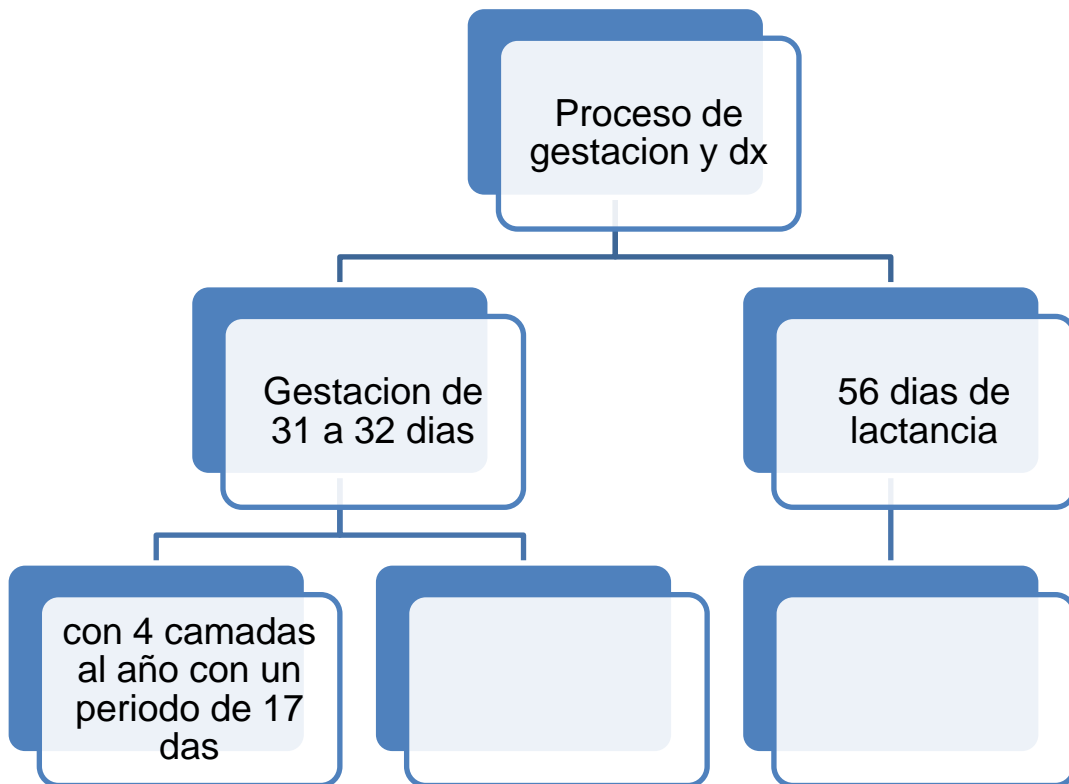 Proceso de
gestacion y dx
Gestacion de
31 a 32 dias
56 dias de
lactancia
con 4 camadas
al año con un
periodo de 17
das